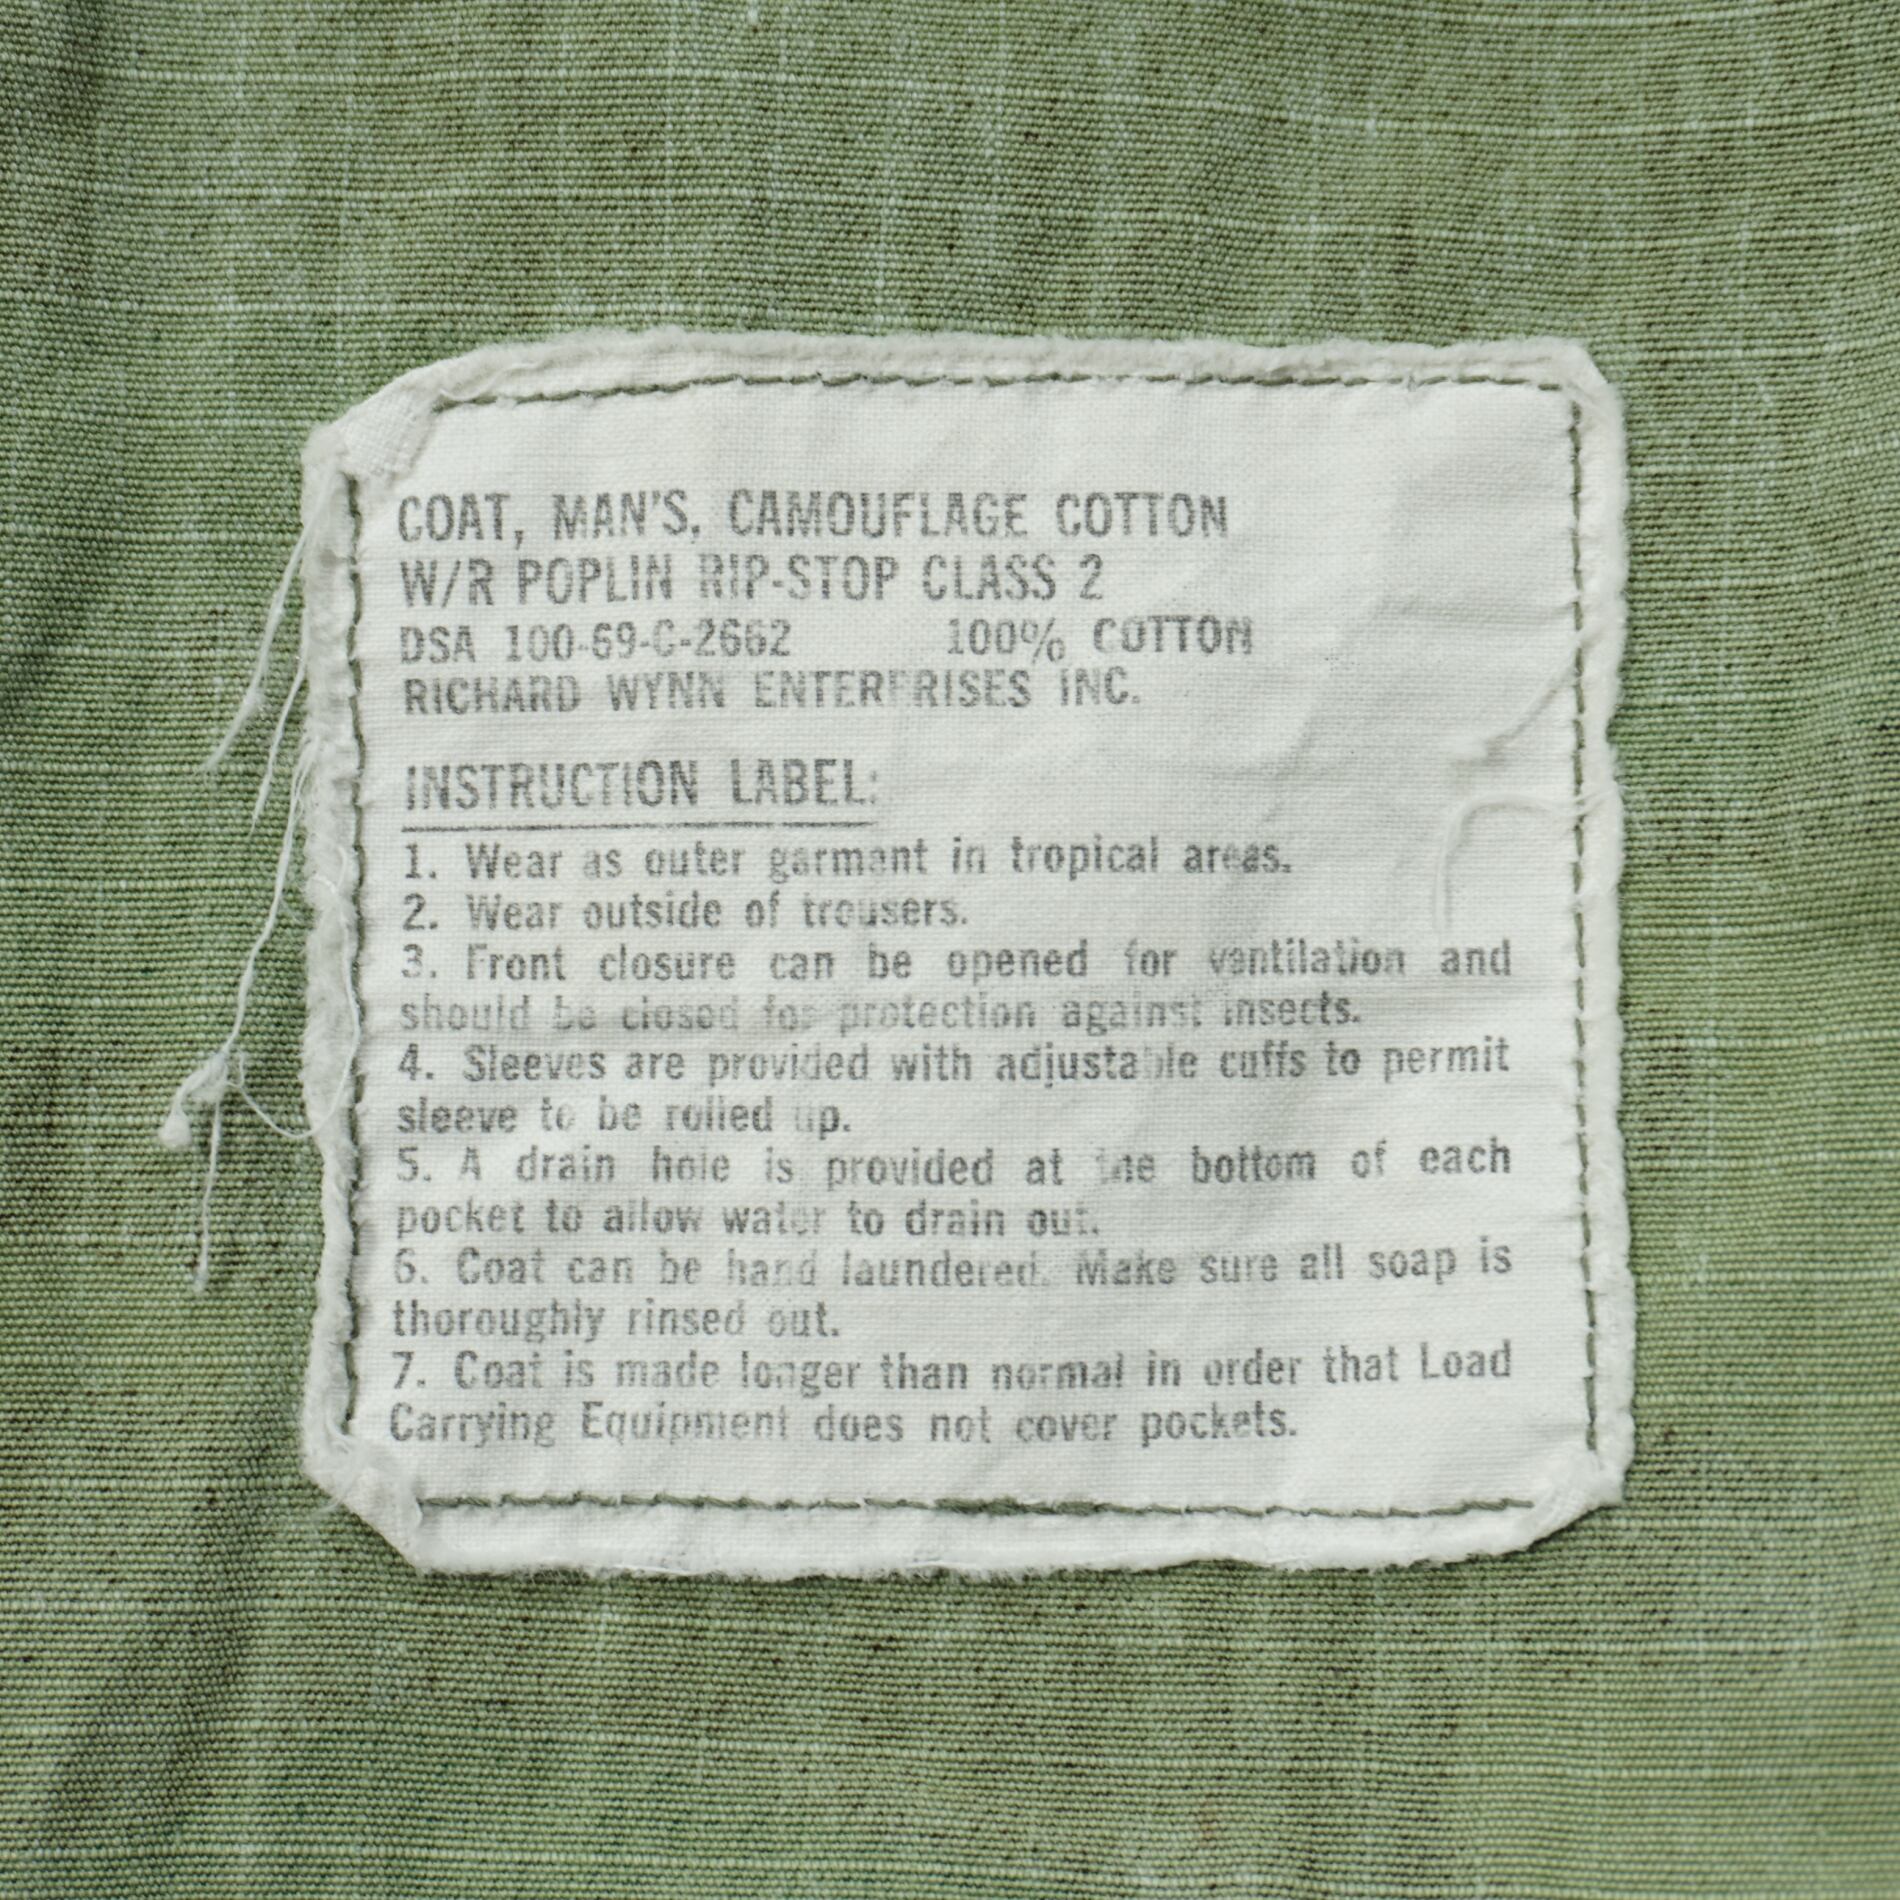 COAT, MAN'S, CAMOUFLAGE COTTON
W/R POPLIN RIP-STOP CLASS 2
DSA 100-69-C-2662 100% COTTON
RICHARD WYNN ENTERPRISES INC.
INSTRUCTION LABEL:
1. Wear as outer garment in tropical areas.
2. Wear outside of trousers.
3. Front closure can be opened for ventilation and
should be closed for protection against insects.
4. Sleeves are provided with adjustable cuffs to permit
sleeve to be rolled up.
5. A drain hole is provided at the bottom of each
pocket to allow water to drain out.
6. Coat can be hand laundered. Make sure all soap is
thoroughly rinsed out.
7. Coat is made longer than normal in order that Load
Carrying Equipment does not cover pockets.